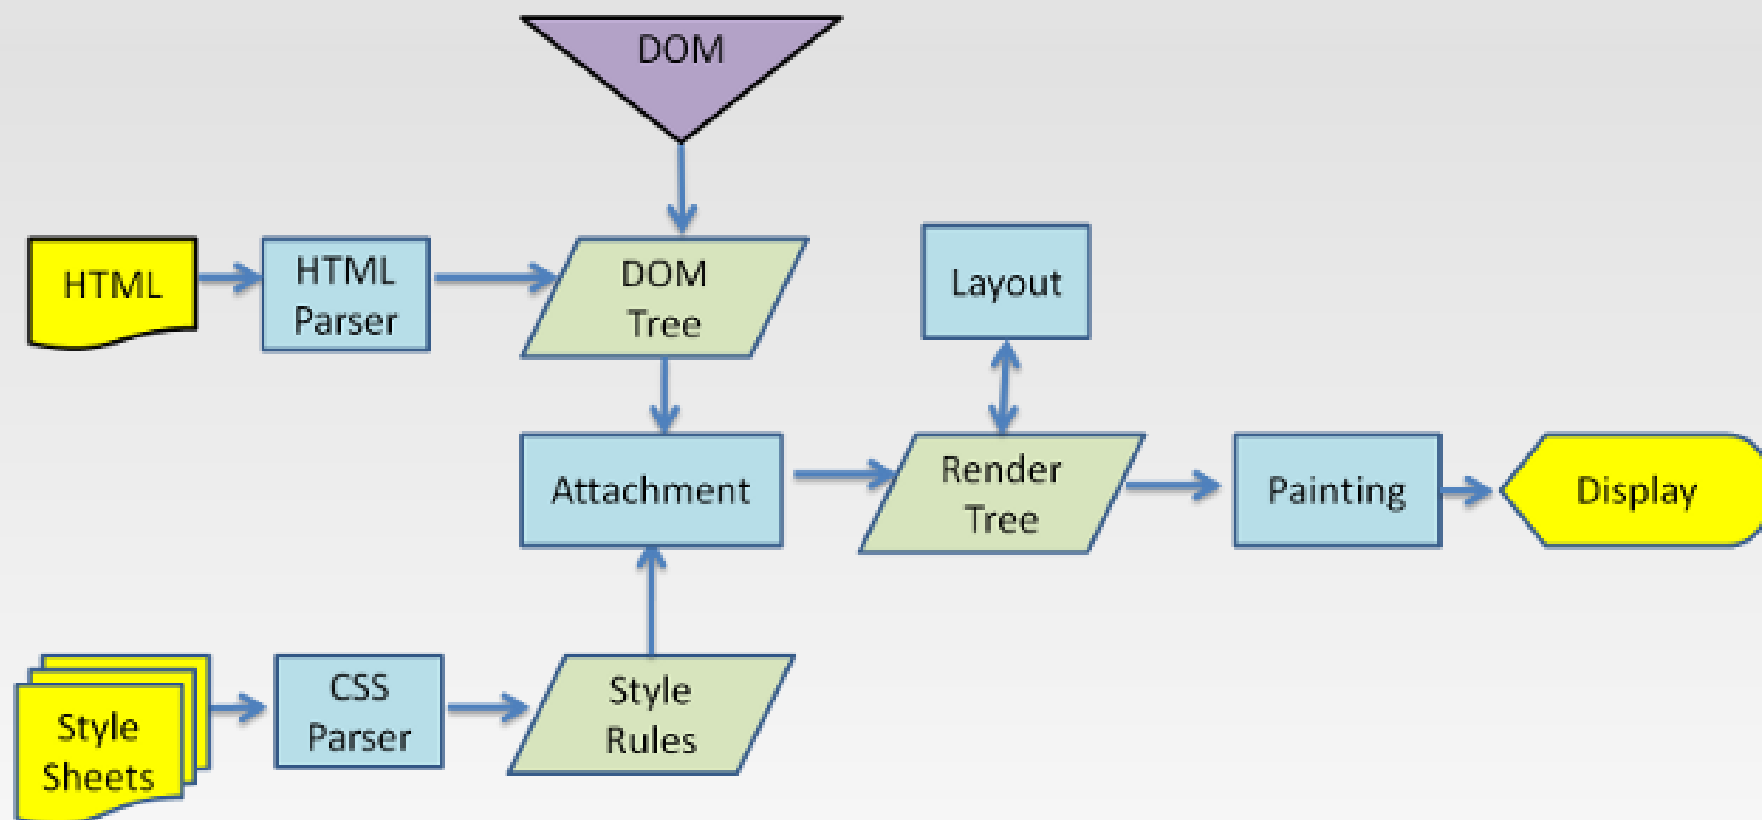 DOM
HTML
HTML
Parser
DOM
Tree
Layout
Attachment
Render
Tree
Painting
Display
Style
Sheets
CSS
Parser
Style
Rules